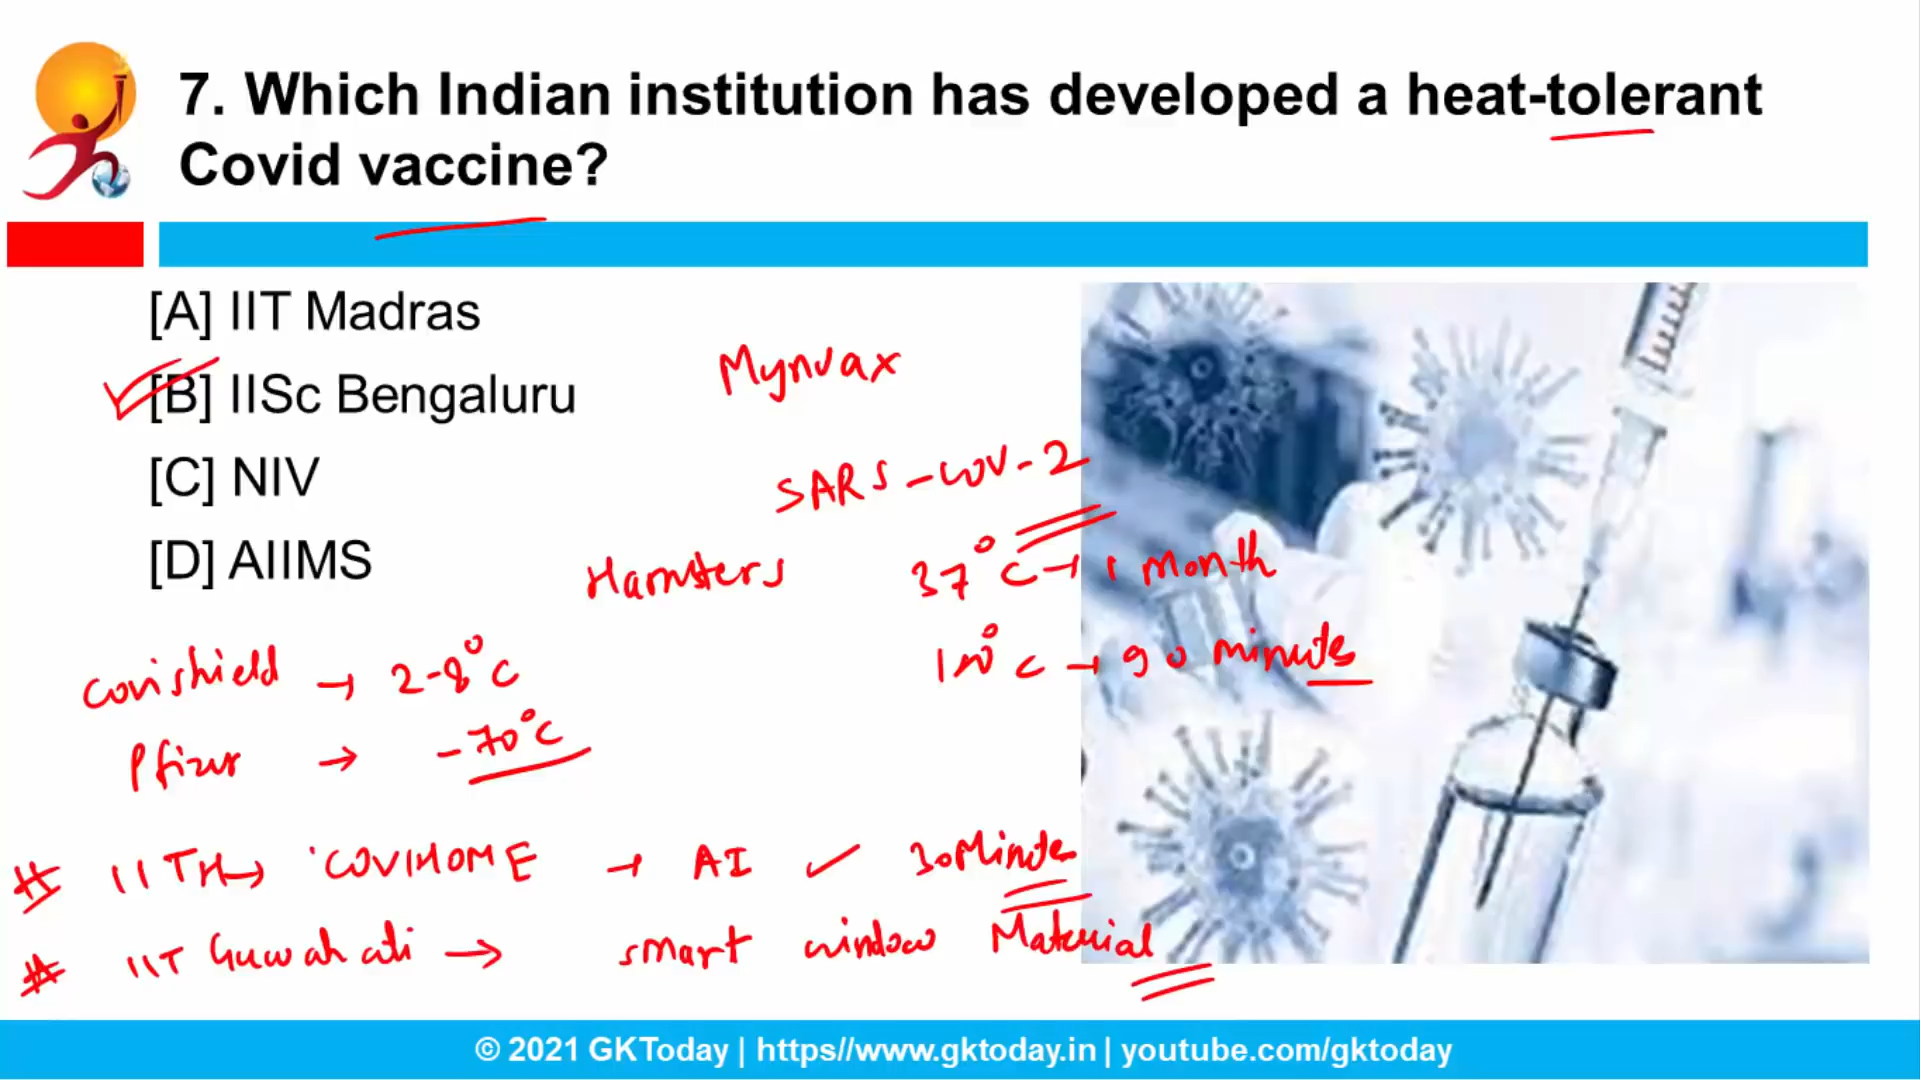 7. Which Indian institution has developed a heat-tolerant
Covid vaccine?
[A] IIT Madras
[B] IISc Bengaluru
[C] NIV
[D] AIIMS
Mynvax
SARS-COV-2
Hamsters
37°C → 1 month
100°C → 90 minutes
Covishield → 2-8°C
Pfizer → -70°C
# IITH → 'COVIHOME → AI ✓ 30 Minutes
# IIT Guwahati → smart window Material
© 2021 GKToday | https//www.gktoday.in | youtube.com/gktoday